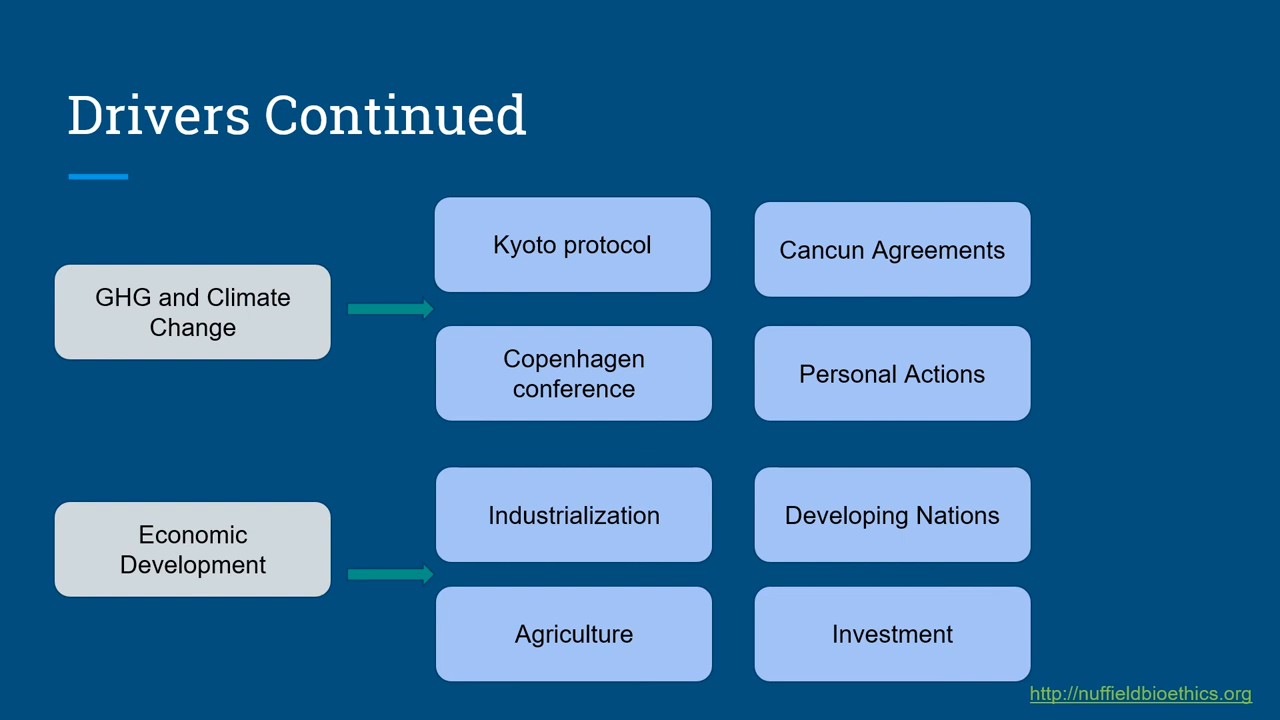 Drivers Continued
Kyoto protocol
Cancun Agreements
GHG and Climate
Change
Copenhagen
conference
Personal Actions
Industrialization
Developing Nations
Economic
Development
Agriculture
Investment
http://nuffieldbioethics.org